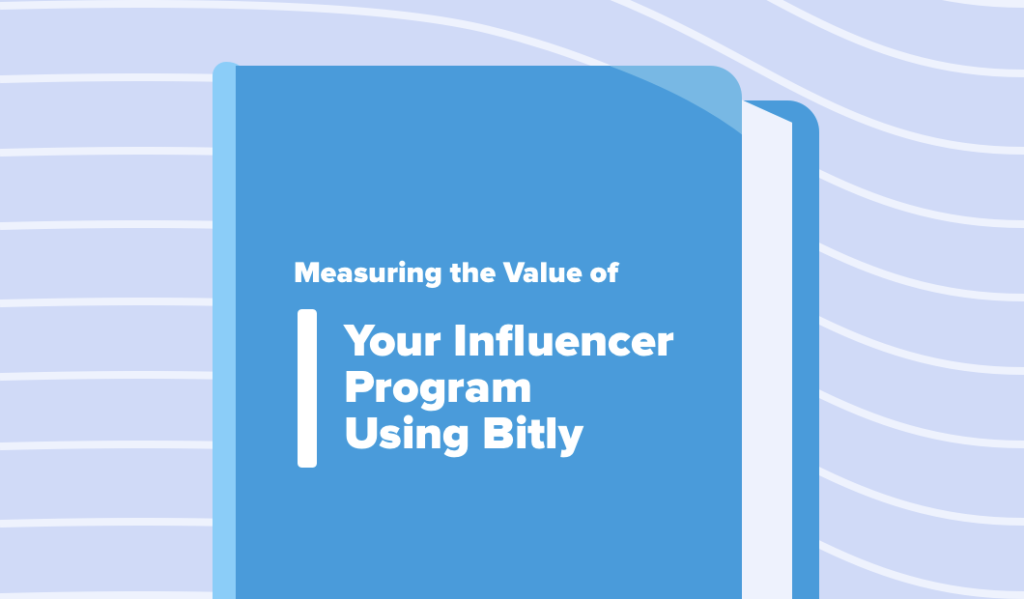 Measuring the Value of
Your Influencer
Program
Using Bitly